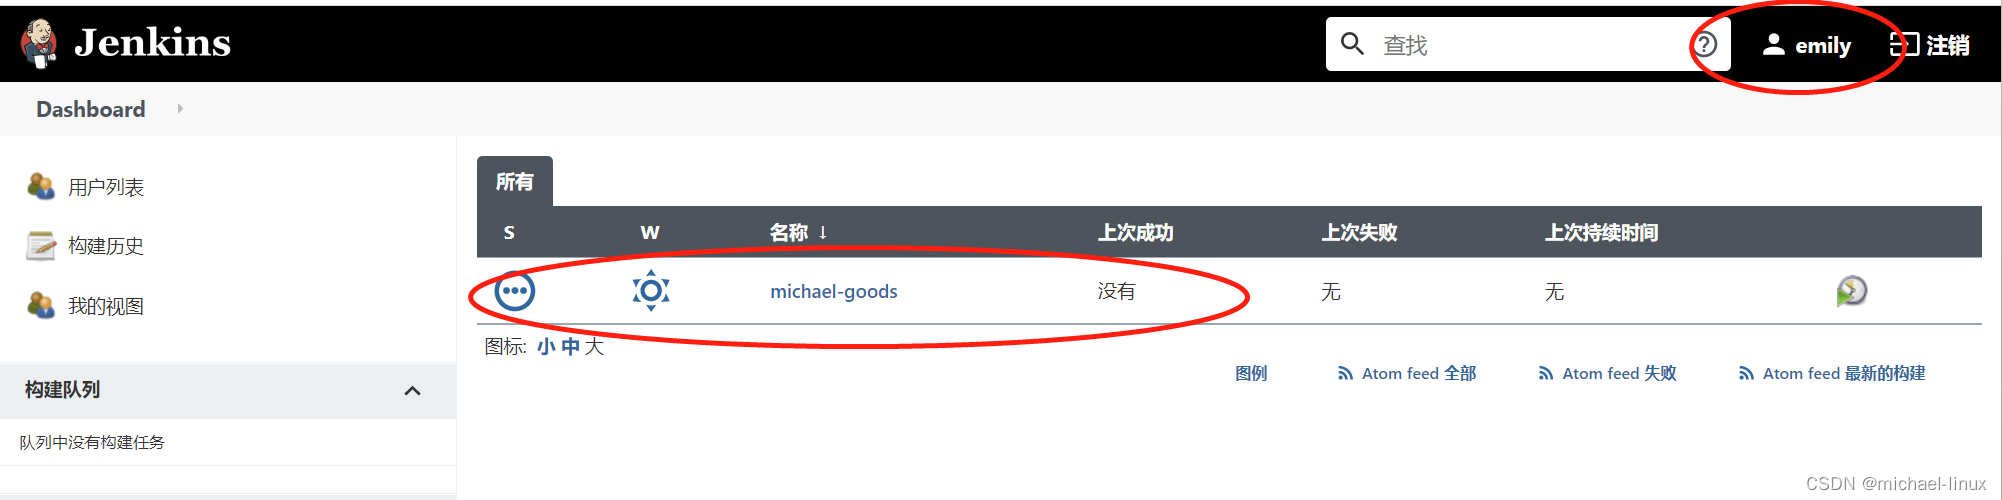 Jenkins
查找
emily
注销
Dashboard
用户列表
构建历史
我的视图
构建队列
队列中没有构建任务
所有
S W 名称 ↓ 上次成功 上次失败 上次持续时间
michael-goods 没有 无 无
图标: 小 中 大
图例 Atom feed 全部 Atom feed 失败 Atom feed 最新的构建
CSDN @michael-linux